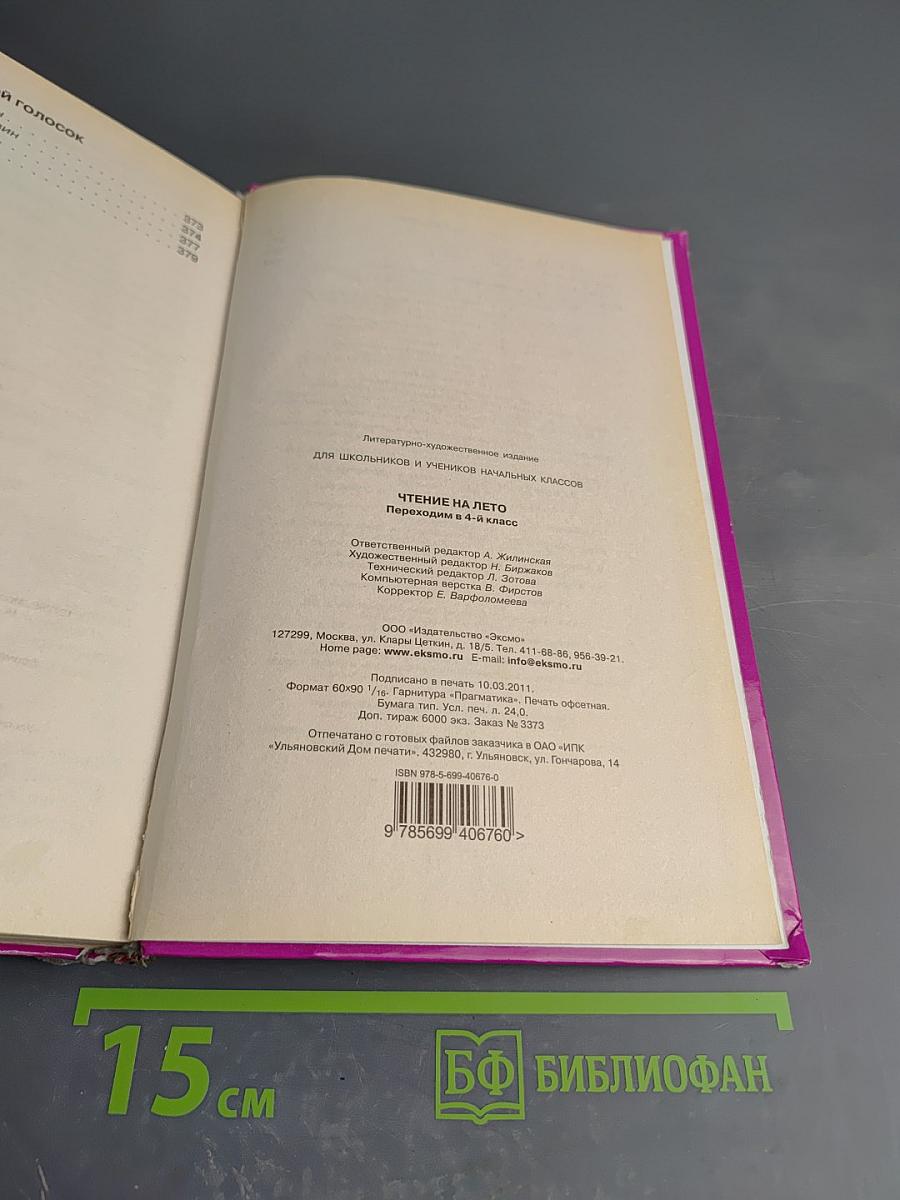 ГОЛОСОК
373
374
377
379
Литературно-художественное издание
ДЛЯ ШКОЛЬНИКОВ И УЧЕНИКОВ НАЧАЛЬНЫХ КЛАССОВ
ЧТЕНИЕ НА ЛЕТО
Переходим в 4-й класс
Ответственный редактор А. Жилинская
Художественный редактор Н. Биржаков
Технический редактор Л. Зотова
Компьютерная верстка В. Фирстов
Корректор Е. Варфоломеева
ООО «Издательство «Эксмо»
127299, Москва, ул. Клары Цеткин, д. 18/5. Тел. 411-68-86, 956-39-21.
Home page: www.eksmo.ru E-mail: info@eksmo.ru
Подписано в печать 10.03.2011.
Формат 60x90 1/16. Гарнитура «Прагматика». Печать офсетная.
Бумага тип. Усл. печ. л. 24,0.
Доп. тираж 6000 экз. Заказ № 3373
Отпечатано с готовых файлов заказчика в ОАО «ИПК
«Ульяновский Дом печати». 432980, г. Ульяновск, ул. Гончарова, 14
ISBN 978-5-699-40676-0
9 785699 406760 >
15 см
БФ БИБЛИОФАН